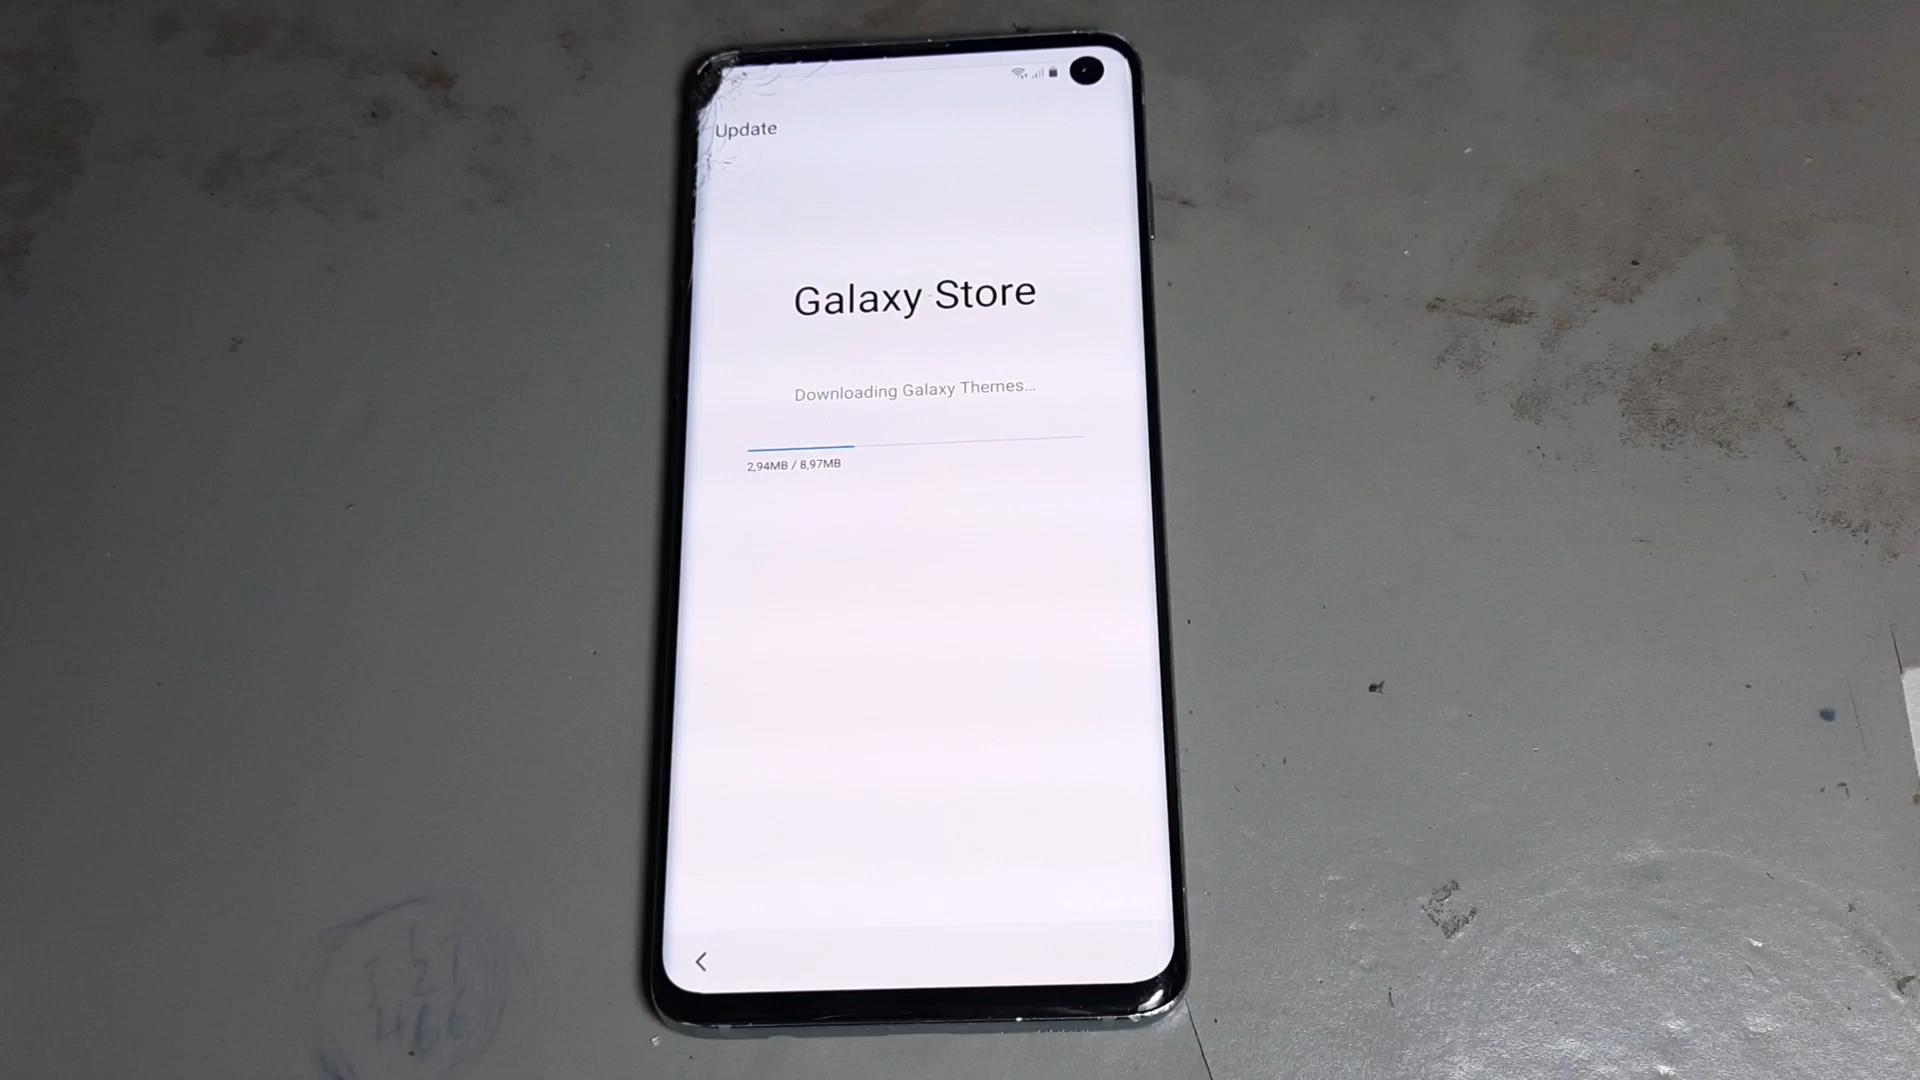 Update
Galaxy Store
Downloading Galaxy Themes...
2,94MB / 8,97MB